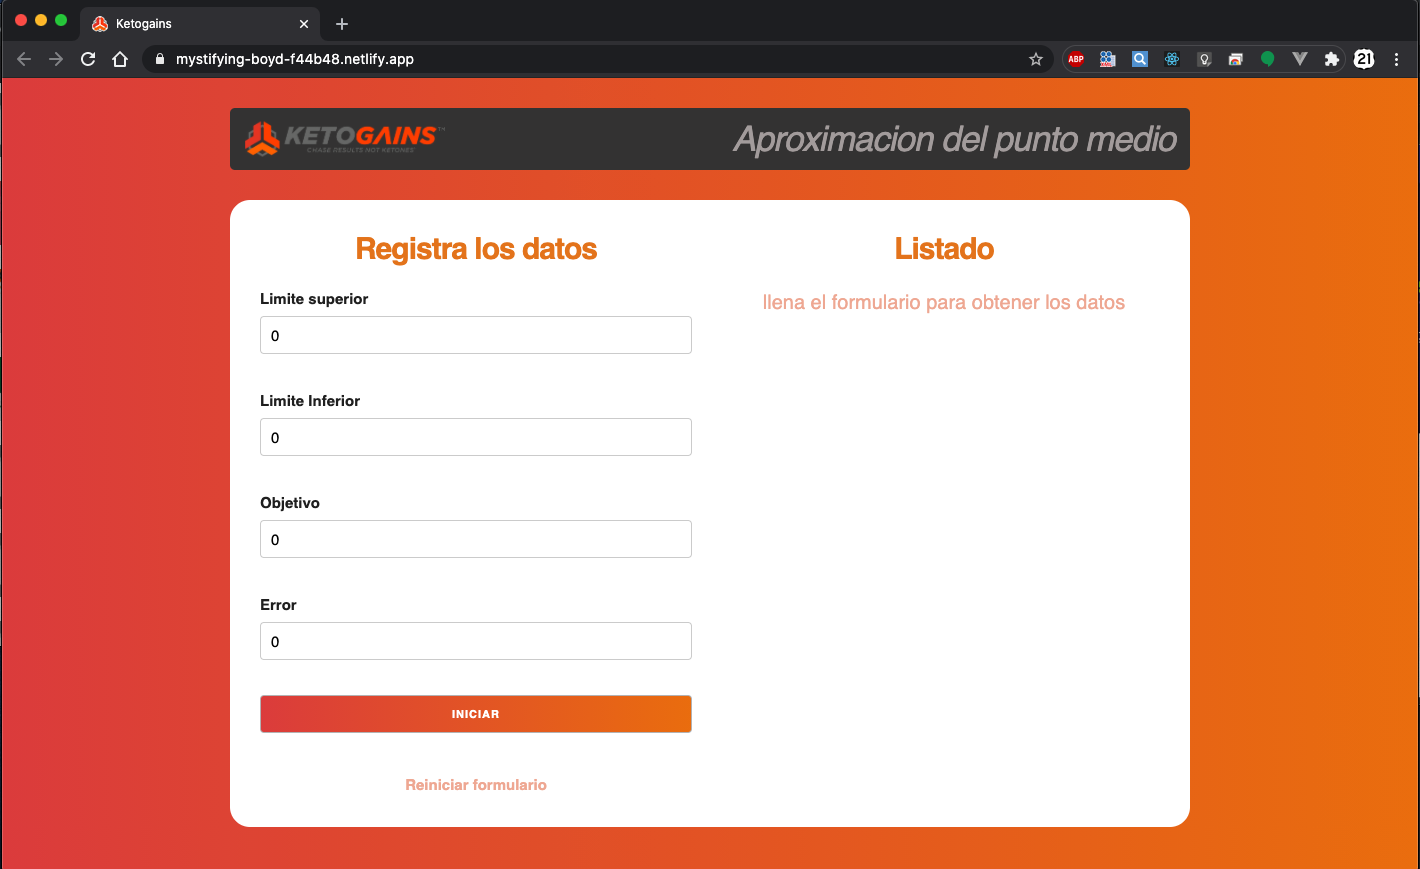 Ketogains
mystifying-boyd-f44b48.netlify.app
ABP
21
KETOGAINS™
CHASE RESULTS NOT KETONES
Aproximacion del punto medio
Registra los datos
Limite superior
0
Limite Inferior
0
Objetivo
0
Error
0
INICIAR
Reiniciar formulario
Listado
llena el formulario para obtener los datos